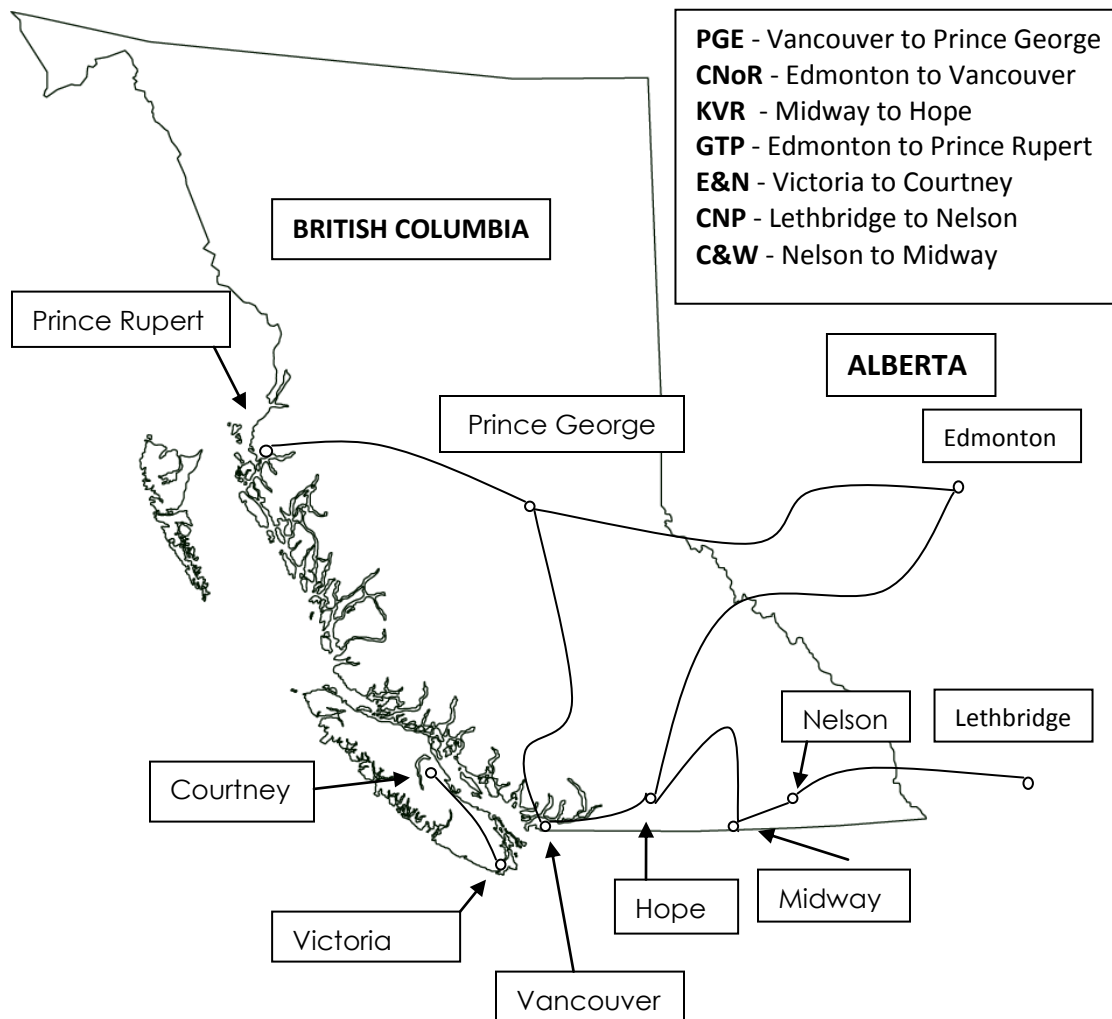 PGE - Vancouver to Prince George
CNoR - Edmonton to Vancouver
KVR - Midway to Hope
GTP - Edmonton to Prince Rupert
E&N - Victoria to Courtney
CNP - Lethbridge to Nelson
C&W - Nelson to Midway
BRITISH COLUMBIA
Prince Rupert
ALBERTA
Prince George
Edmonton
Nelson
Lethbridge
Courtney
Hope
Midway
Victoria
Vancouver